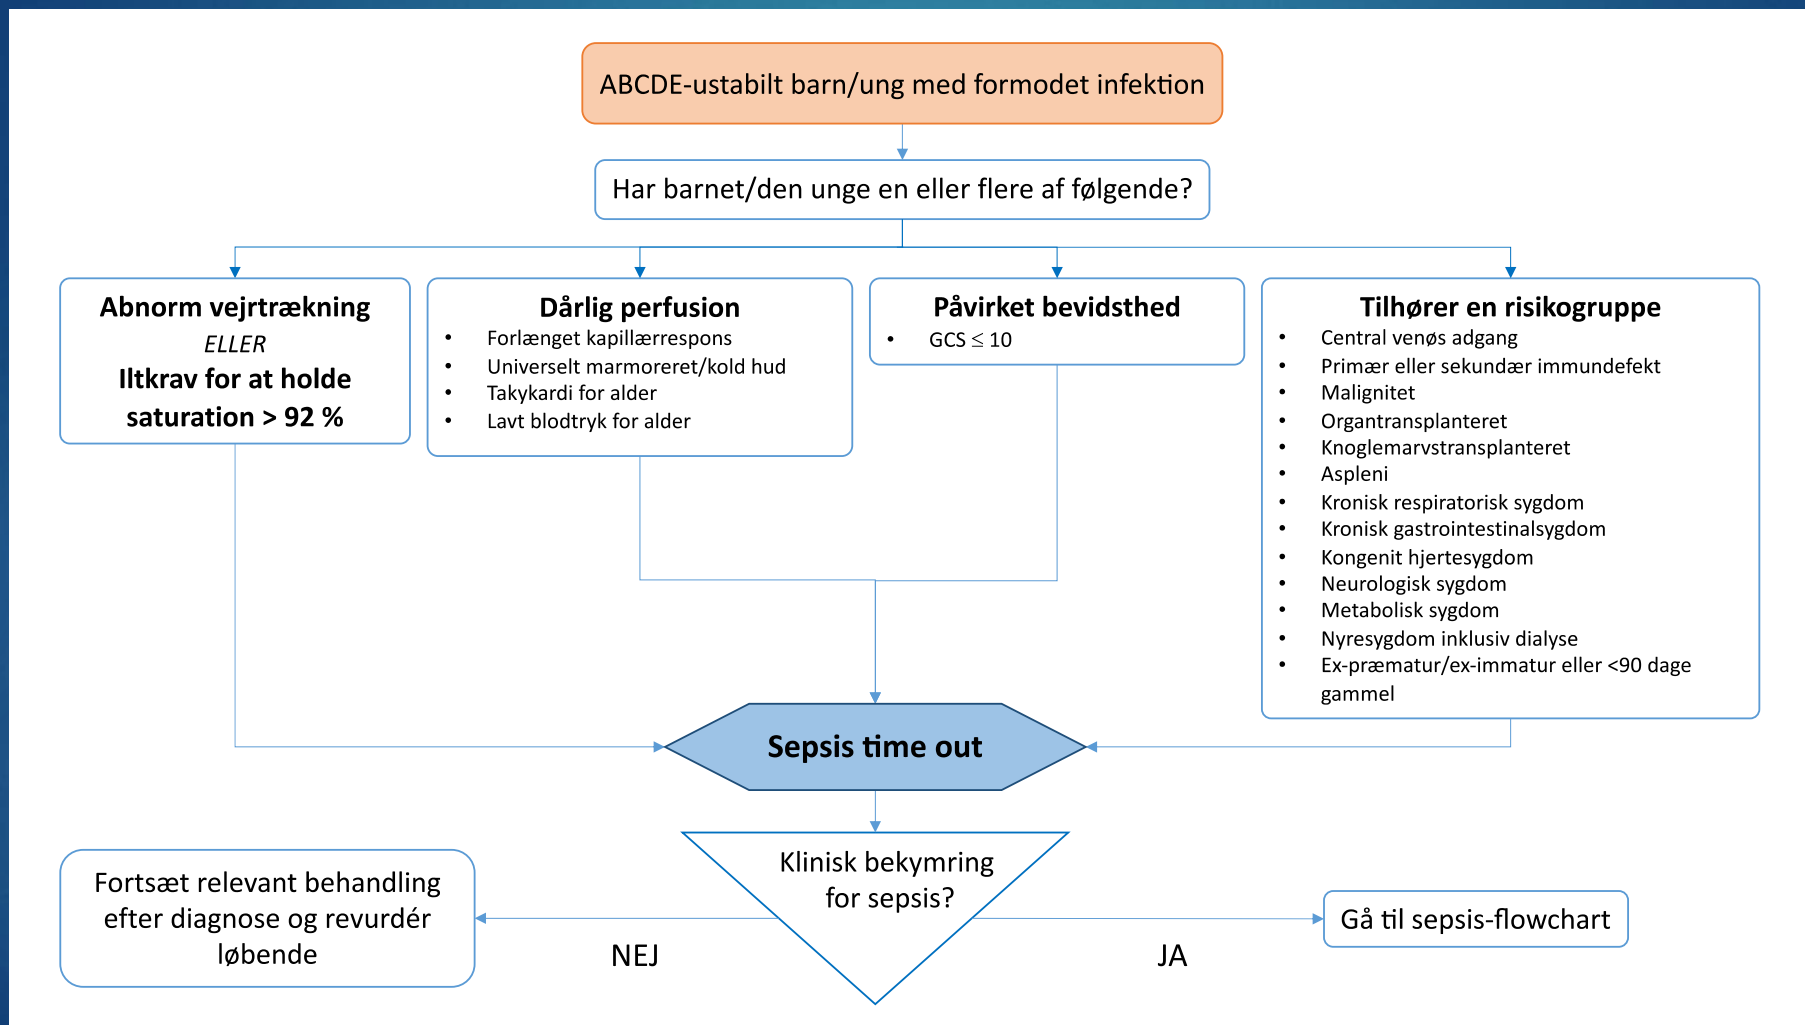 ABCDE-ustabilt barn/ung med formodet infektion
Har barnet/den unge en eller flere af følgende?
Abnorm vejrtrækning
ELLER
Iltkrav for at holde
saturation > 92 %
Dårlig perfusion
• Forlænget kapillærrespons
• Universelt marmoreret/kold hud
• Takykardi for alder
• Lavt blodtryk for alder
Påvirket bevidsthed
• GCS ≤ 10
Tilhører en risikogruppe
• Central venøs adgang
• Primær eller sekundær immundefekt
• Malignitet
• Organtransplanteret
• Knoglemarvstransplanteret
• Aspleni
• Kronisk respiratorisk sygdom
• Kronisk gastrointestinalsygdom
• Kongenit hjertesygdom
• Neurologisk sygdom
• Metabolisk sygdom
• Nyresygdom inklusiv dialyse
• Ex-præmatur/ex-immatur eller <90 dage
gammel
Sepsis time out
Klinisk bekymring
for sepsis?
Fortsæt relevant behandling
efter diagnose og revurdér
løbende
NEJ
JA
Gå til sepsis-flowchart